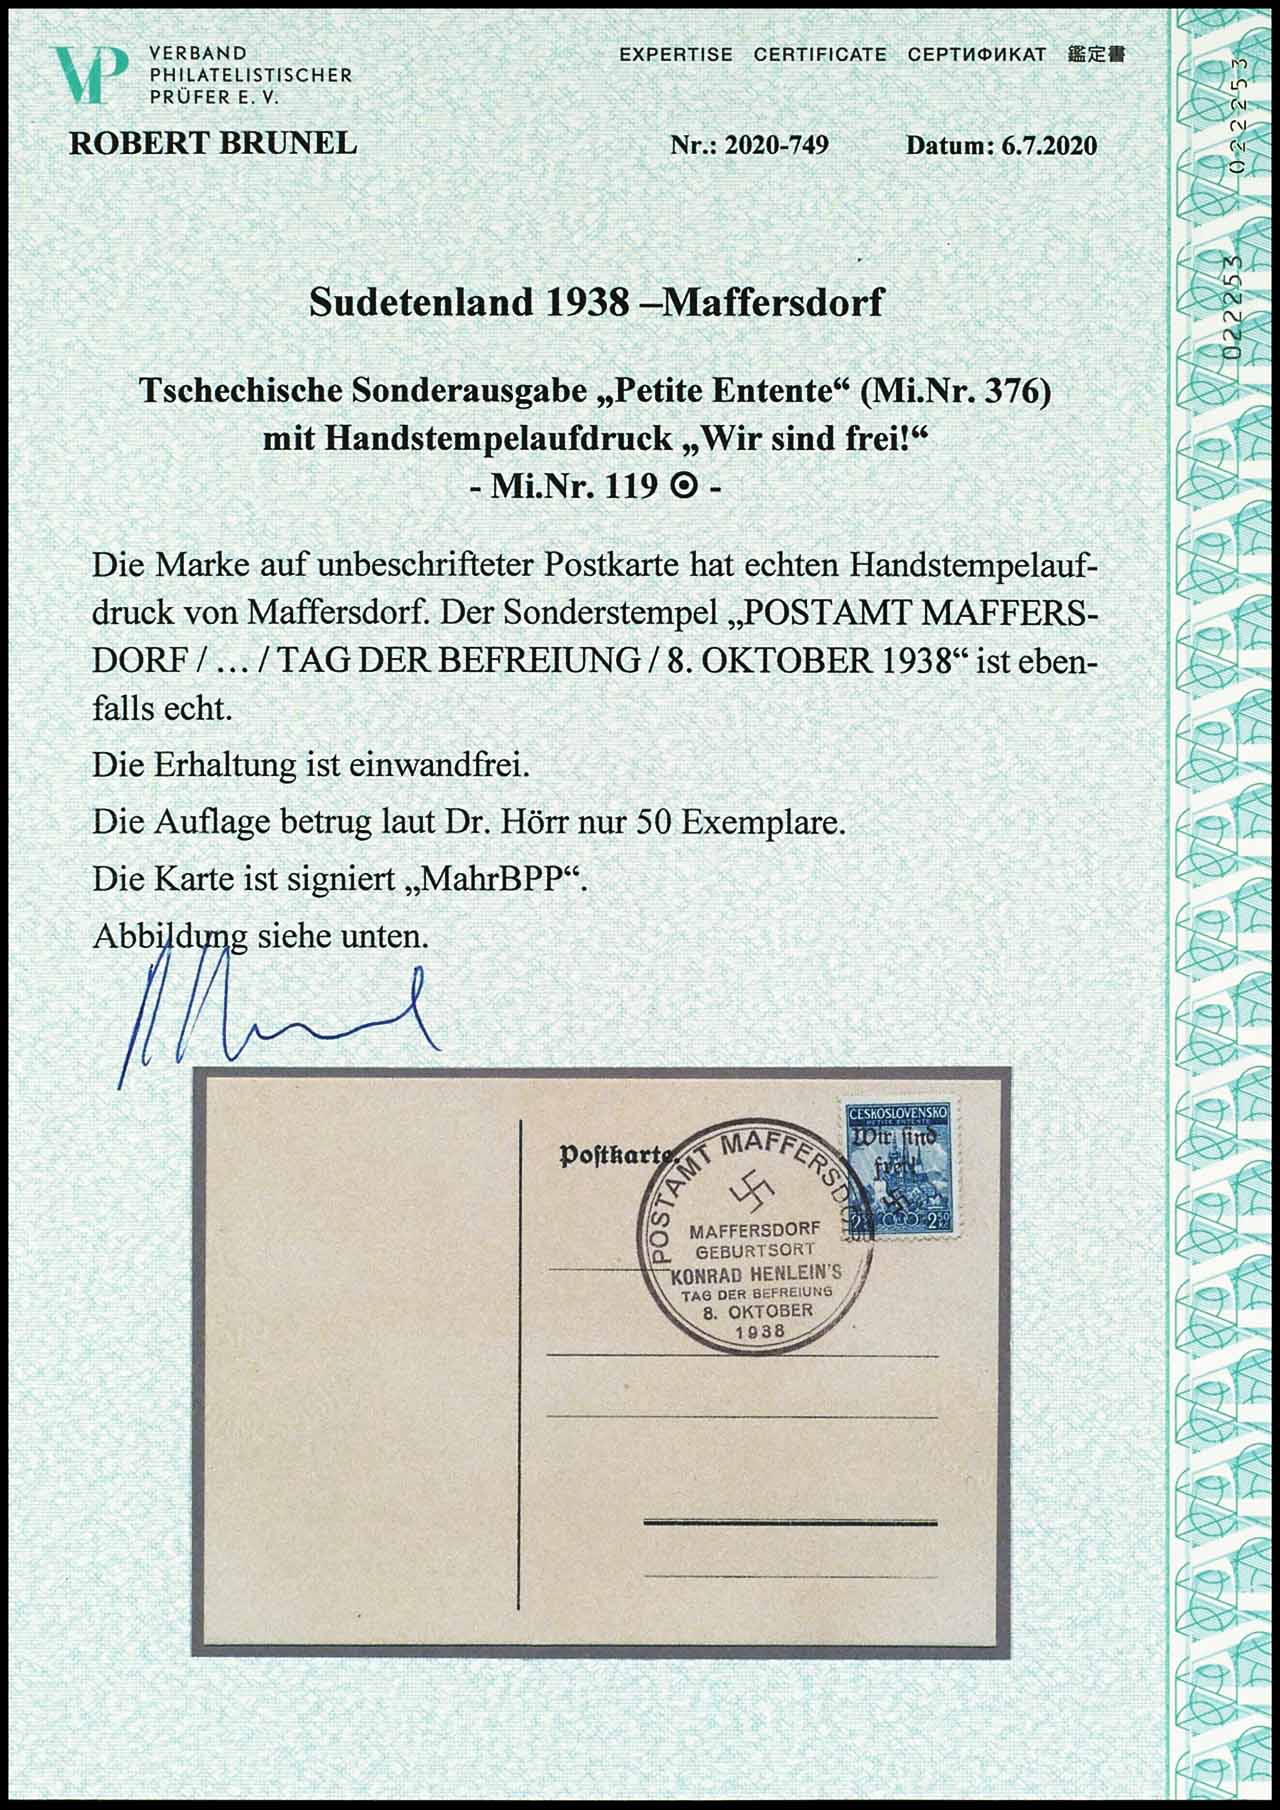 VP
VERBAND
PHILATELISTISCHER
PRÜFER E. V.
EXPERTISE CERTIFICATE СЕРТИФИКАТ 鑑定書
ROBERT BRUNEL
Nr.: 2020-749 Datum: 6.7.2020
022253
022253
Sudetenland 1938 –Maffersdorf
Tschechische Sonderausgabe „Petite Entente“ (Mi.Nr. 376)
mit Handstempelaufdruck „Wir sind frei!“
- Mi.Nr. 119 ⊙ -
Die Marke auf unbeschrifteter Postkarte hat echten Handstempelauf-
druck von Maffersdorf. Der Sonderstempel „POSTAMT MAFFERS-
DORF / … / TAG DER BEFREIUNG / 8. OKTOBER 1938“ ist eben-
falls echt.
Die Erhaltung ist einwandfrei.
Die Auflage betrug laut Dr. Hörr nur 50 Exemplare.
Die Karte ist signiert „MahrBPP“.
Abbildung siehe unten.
Postkarte.
POSTAMT MAFFERSDORF
MAFFERSDORF
GEBURTSORT
KONRAD HENLEIN'S
TAG DER BEFREIUNG
8. OKTOBER
1938
ČESKOSLOVENSKO
PETITE ENTENTE
Wir sind
frei!
2⁵⁰